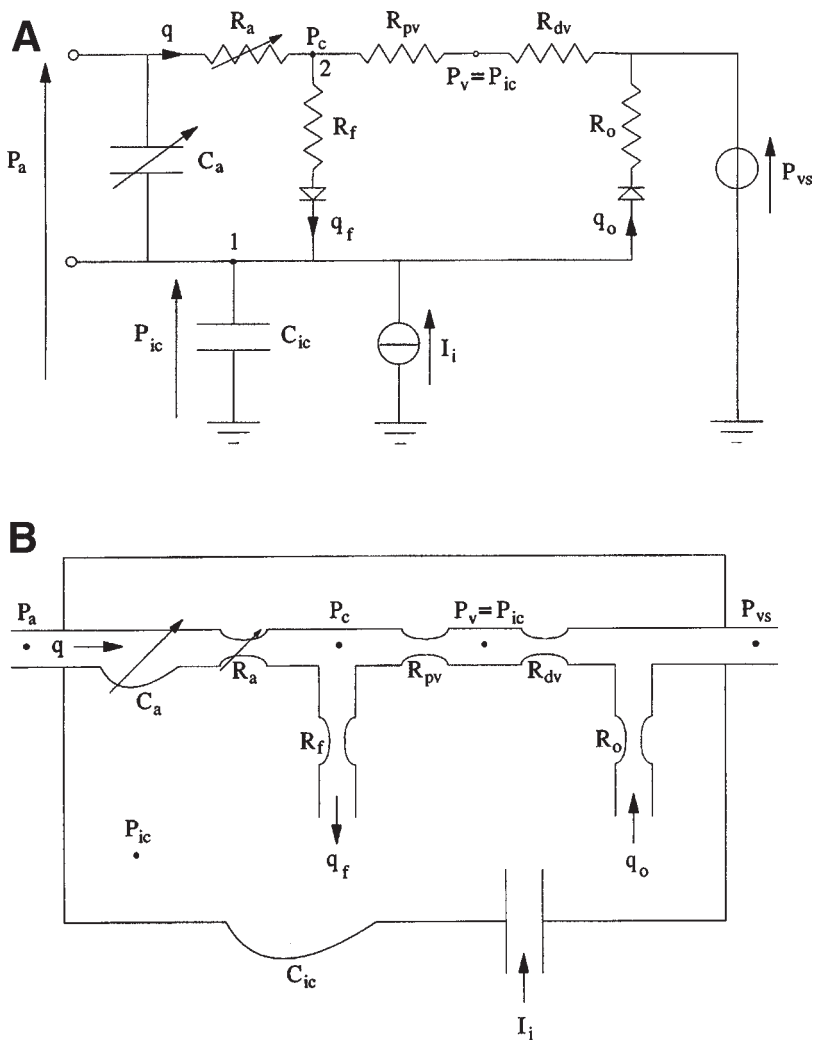 A
q
R_a
P_c
R_pv
R_dv
2
P_v = P_ic
P_a
C_a
R_f
R_o
P_vs
q_f
q_o
1
P_ic
C_ic
I_i
B
P_a
P_c
P_v = P_ic
P_vs
q
C_a
R_a
R_pv
R_dv
R_f
R_o
P_ic
q_f
q_o
C_ic
I_i